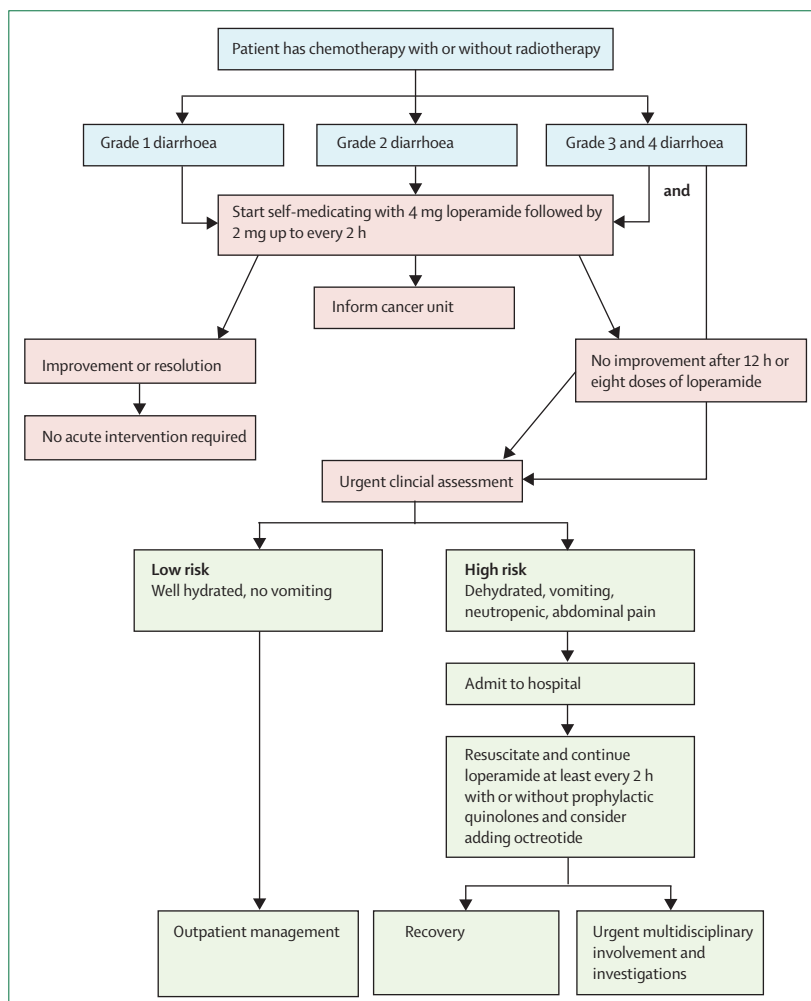 Patient has chemotherapy with or without radiotherapy
Grade 1 diarrhoea
Grade 2 diarrhoea
Grade 3 and 4 diarrhoea
and
Start self-medicating with 4 mg loperamide followed by
2 mg up to every 2 h
Inform cancer unit
Improvement or resolution
No improvement after 12 h or
eight doses of loperamide
No acute intervention required
Urgent clincial assessment
Low risk
Well hydrated, no vomiting
High risk
Dehydrated, vomiting,
neutropenic, abdominal pain
Admit to hospital
Resuscitate and continue
loperamide at least every 2 h
with or without prophylactic
quinolones and consider
adding octreotide
Outpatient management
Recovery
Urgent multidisciplinary
involvement and
investigations